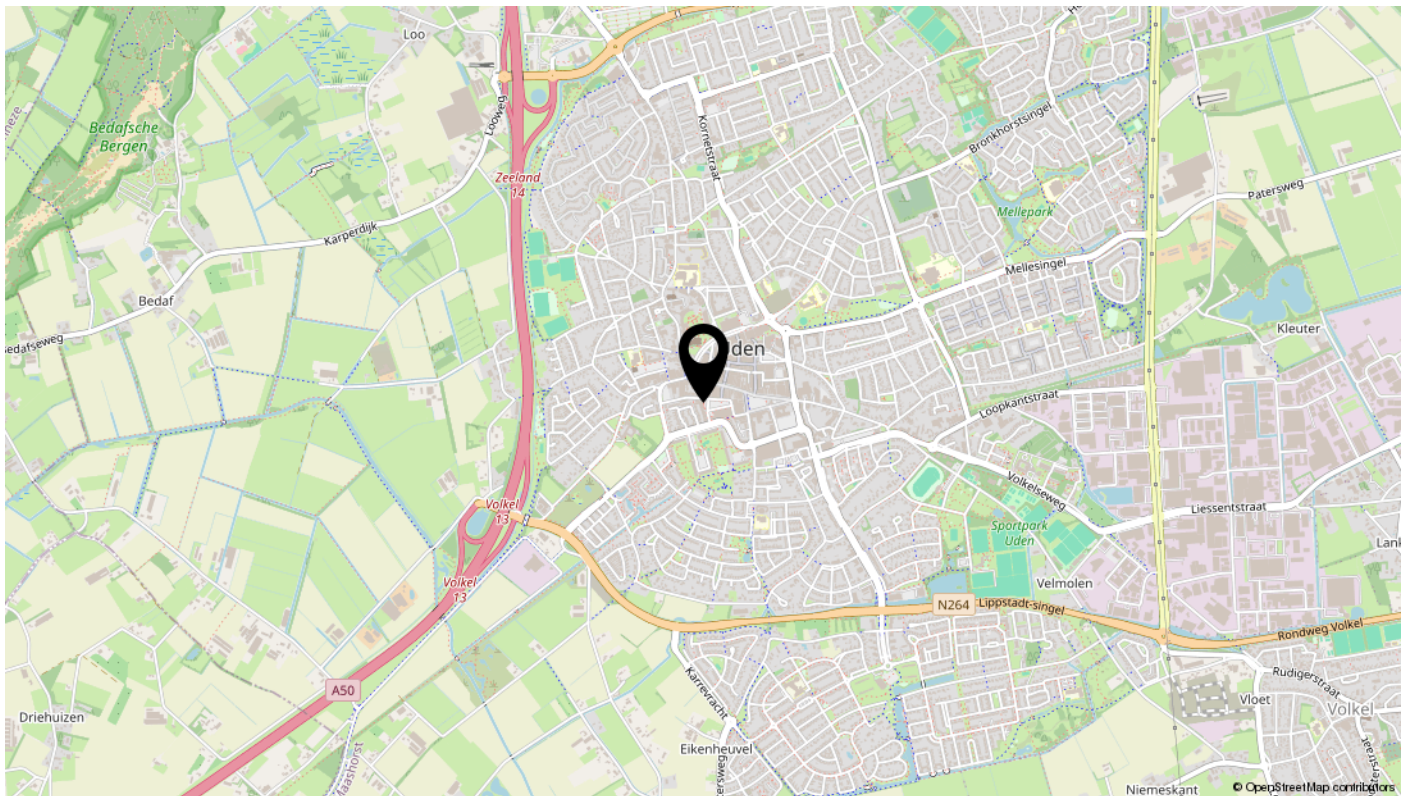 Loo
Looweg
Bedafsche
Bergen
Kornetstraat
Bronkhorstsingel
Zeeland
14
Patersweg
Mellepark
Karperdijk
Mellesingel
Bedaf
Kleuter
Bedafseweg
Loopkantstraat
Volkel
13
Volkelseweg
Liessentstraat
Sportpark
Uden
Volkel
13
Velmolen
N264
Lippstadt-singel
Rondweg Volkel
Karrevracht
Rudigerstraat
A50
Vloet
Volkel
Driehuizen
Eikenheuvel
Maashorst
Niemeskant
© OpenStreetMap contributors